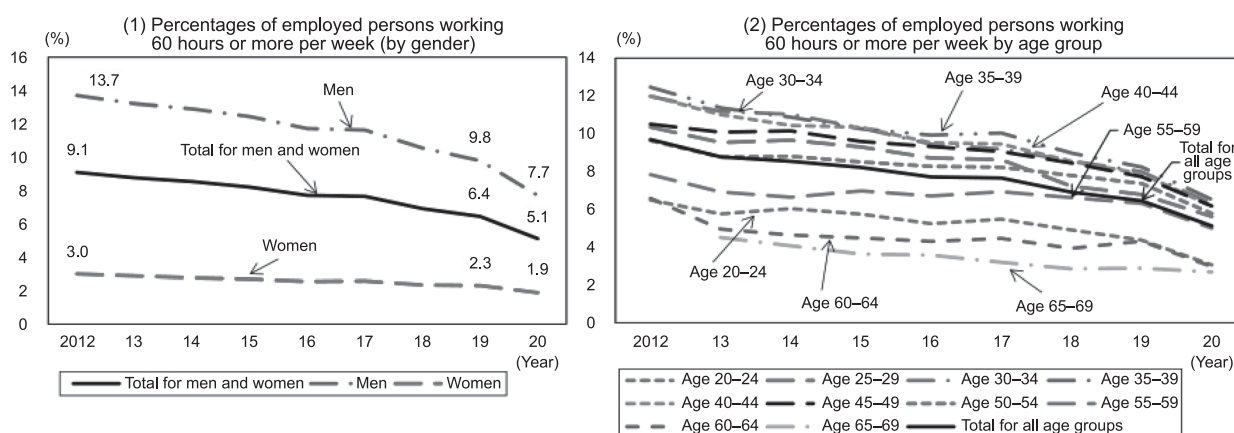 (1) Percentages of employed persons working
60 hours or more per week (by gender)
(%)
16
14
12
10
8
6
4
2
0
13.7
Men
9.1
Total for men and women
9.8
7.7
6.4
5.1
3.0
Women
2.3
1.9
2012 13 14 15 16 17 18 19 20
(Year)
Total for men and women Men Women
(2) Percentages of employed persons working
60 hours or more per week by age group
(%)
14
12
10
8
6
4
2
0
Age 30–34
Age 35–39
Age 40–44
Age 55–59
Total for
all age
groups
Age 20–24
Age 60–64
Age 65–69
2012 13 14 15 16 17 18 19 20
(Year)
Age 20–24 Age 25–29 Age 30–34 Age 35–39
Age 40–44 Age 45–49 Age 50–54 Age 55–59
Age 60–64 Age 65–69 Total for all age groups